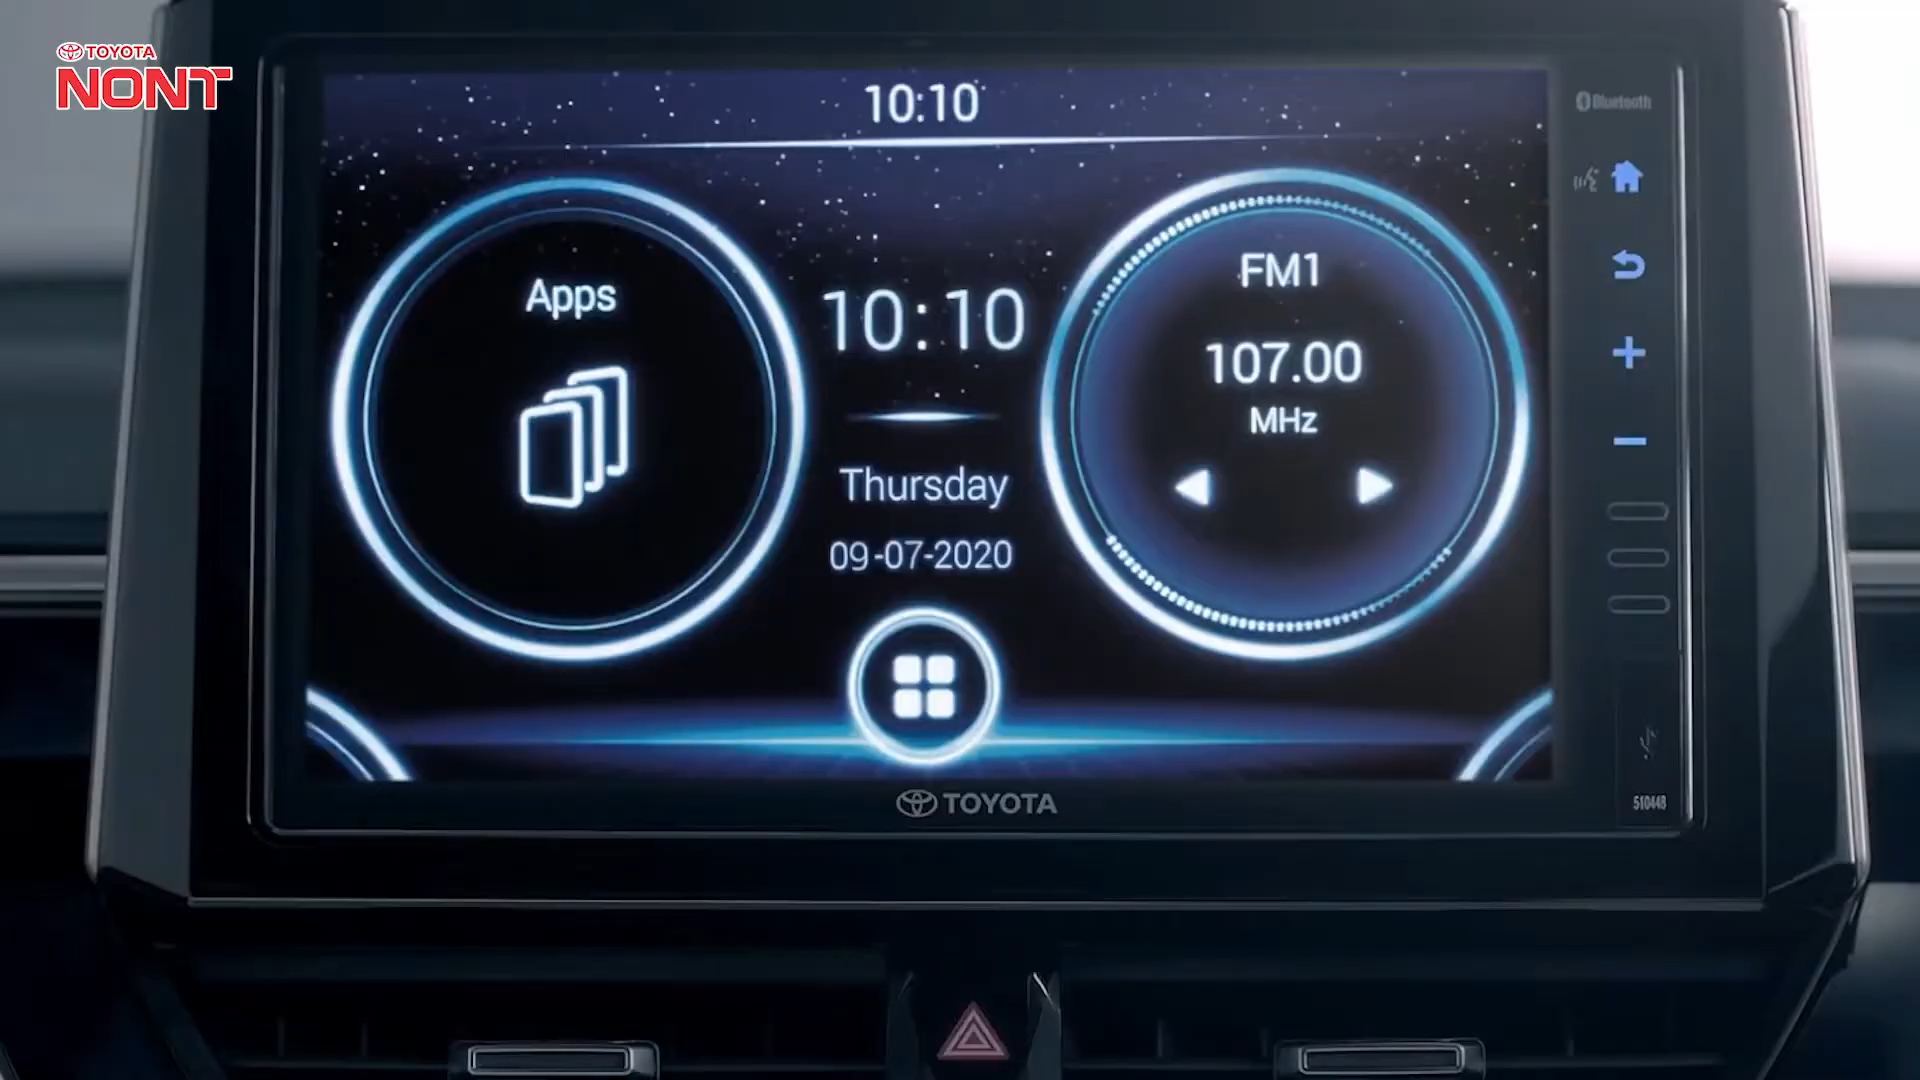 TOYOTA
NONT
10:10
Bluetooth
Apps
10:10
Thursday
09-07-2020
FM1
107.00
MHz
TOYOTA
510448